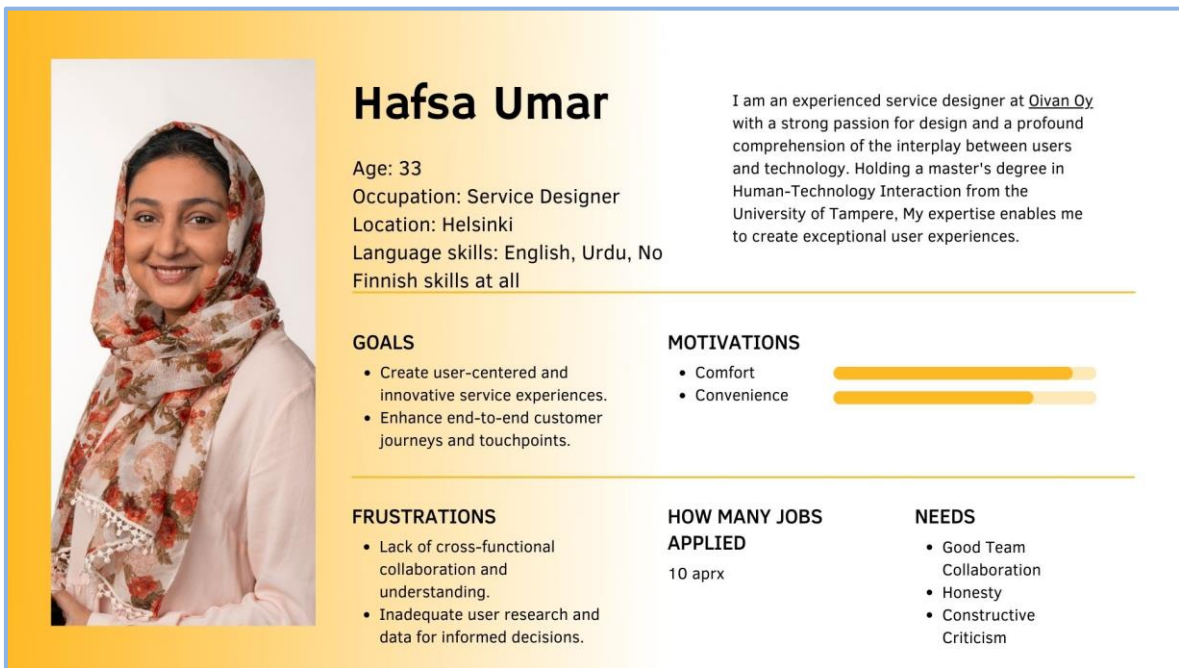 Hafsa Umar
Age: 33
Occupation: Service Designer
Location: Helsinki
Language skills: English, Urdu, No
Finnish skills at all
I am an experienced service designer at Oivan Oy
with a strong passion for design and a profound
comprehension of the interplay between users
and technology. Holding a master's degree in
Human-Technology Interaction from the
University of Tampere, My expertise enables me
to create exceptional user experiences.
GOALS
• Create user-centered and
innovative service experiences.
• Enhance end-to-end customer
journeys and touchpoints.
MOTIVATIONS
• Comfort
• Convenience
FRUSTRATIONS
• Lack of cross-functional
collaboration and
understanding.
• Inadequate user research and
data for informed decisions.
HOW MANY JOBS
APPLIED
10 aprx
NEEDS
• Good Team
Collaboration
• Honesty
• Constructive
Criticism